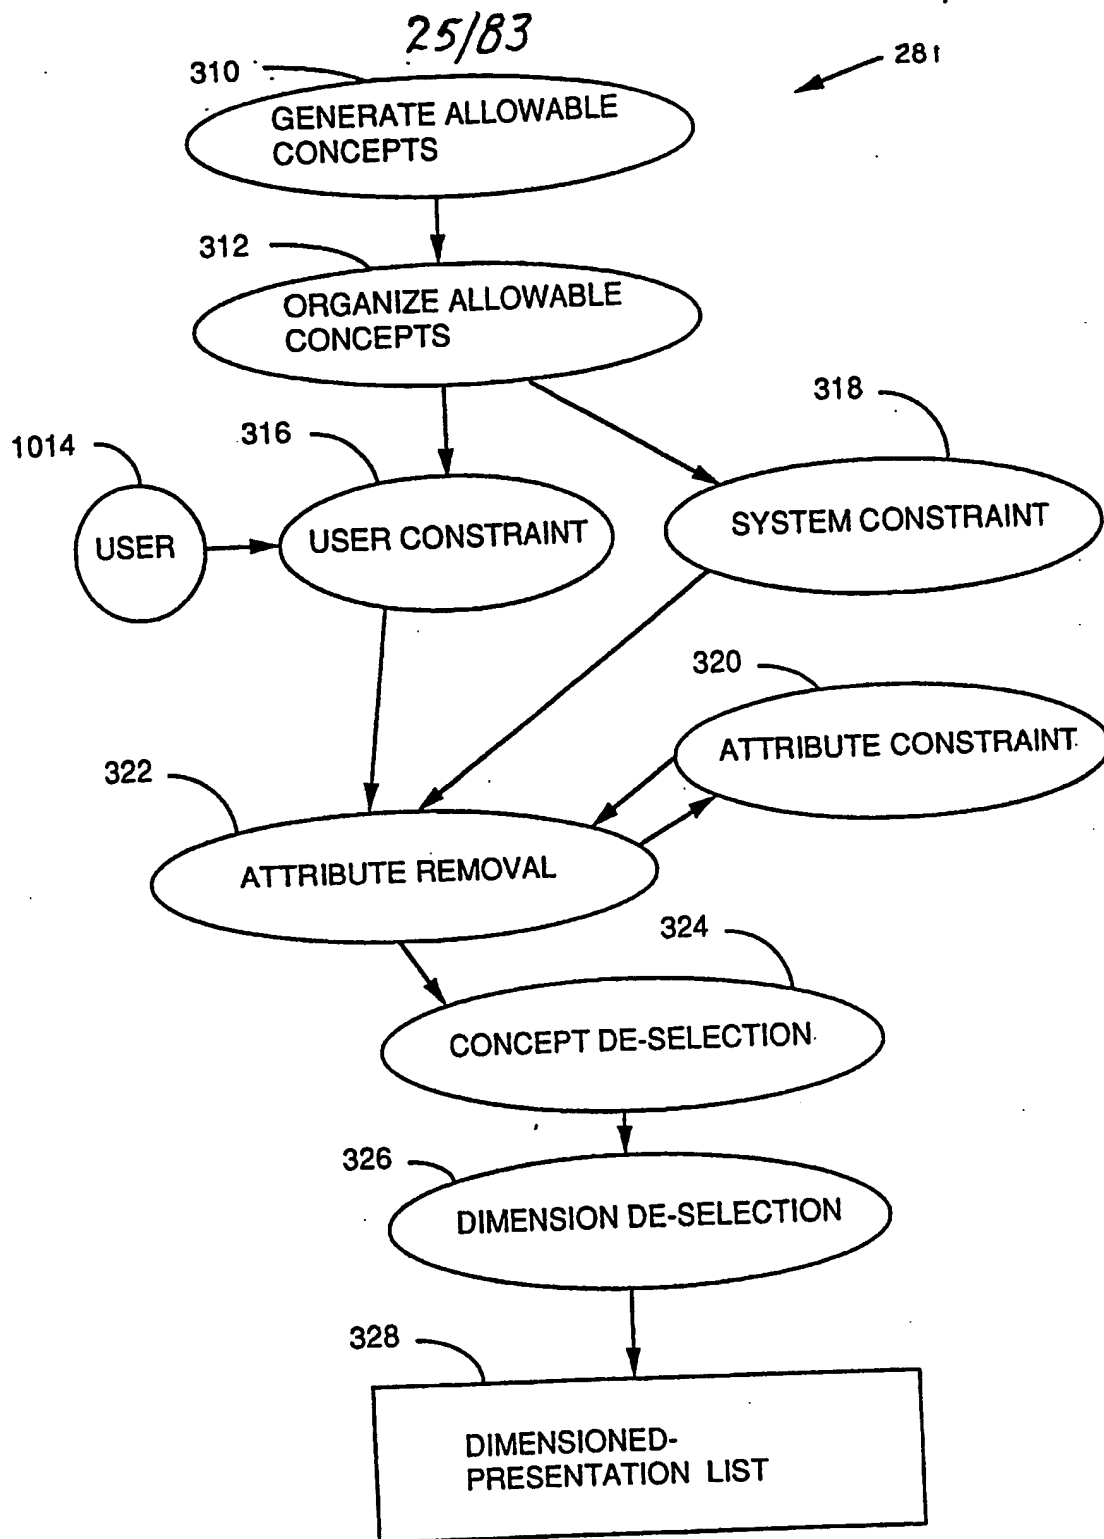 25/83
281
310
GENERATE ALLOWABLE
CONCEPTS
312
ORGANIZE ALLOWABLE
CONCEPTS
318
316
1014
USER
USER CONSTRAINT
SYSTEM CONSTRAINT
320
ATTRIBUTE CONSTRAINT
322
ATTRIBUTE REMOVAL
324
CONCEPT DE-SELECTION
326
DIMENSION DE-SELECTION
328
DIMENSIONED-
PRESENTATION LIST